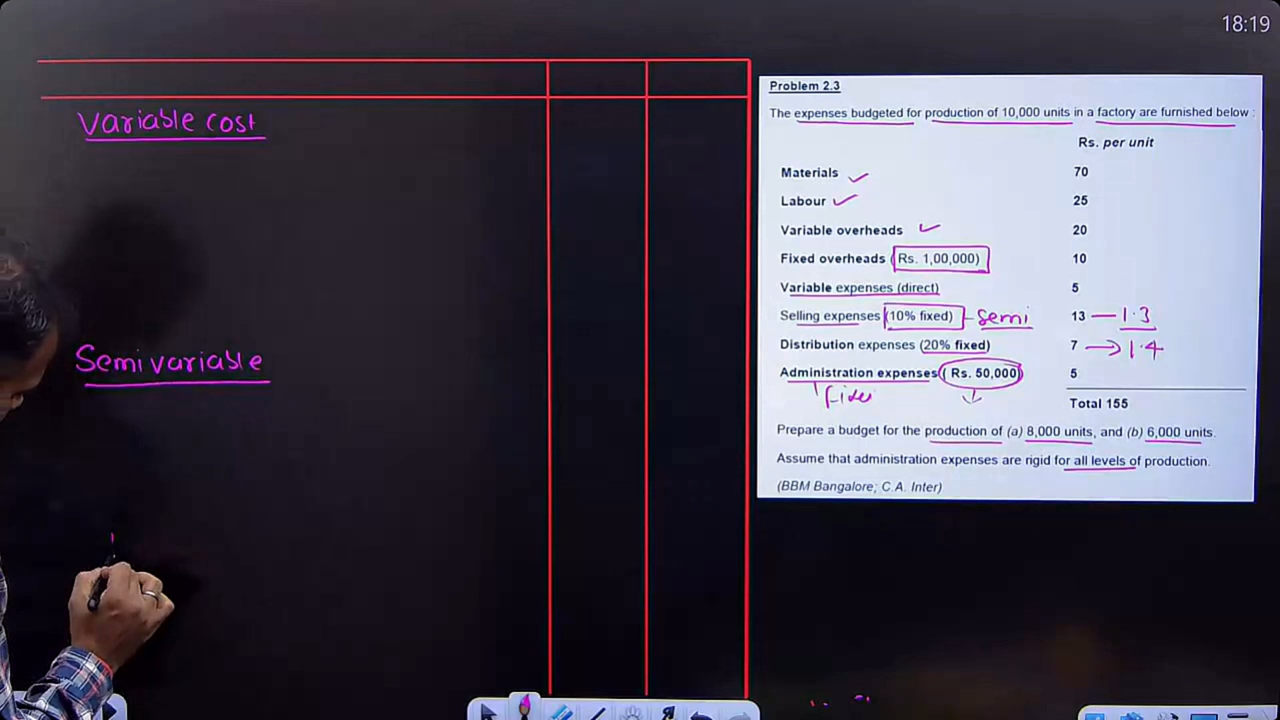 18:19
Variable cost
Semi variable
Problem 2.3
The expenses budgeted for production of 10,000 units in a factory are furnished below :
Rs. per unit
Materials 70
Labour 25
Variable overheads 20
Fixed overheads (Rs. 1,00,000) 10
Variable expenses (direct) 5
Selling expenses (10% fixed) - Semi 13 — 1.3
Distribution expenses (20% fixed) 7 → 1.4
Administration expenses ( Rs. 50,000) 5
Total 155
Prepare a budget for the production of (a) 8,000 units, and (b) 6,000 units.
Assume that administration expenses are rigid for all levels of production.
(BBM Bangalore; C.A. Inter)